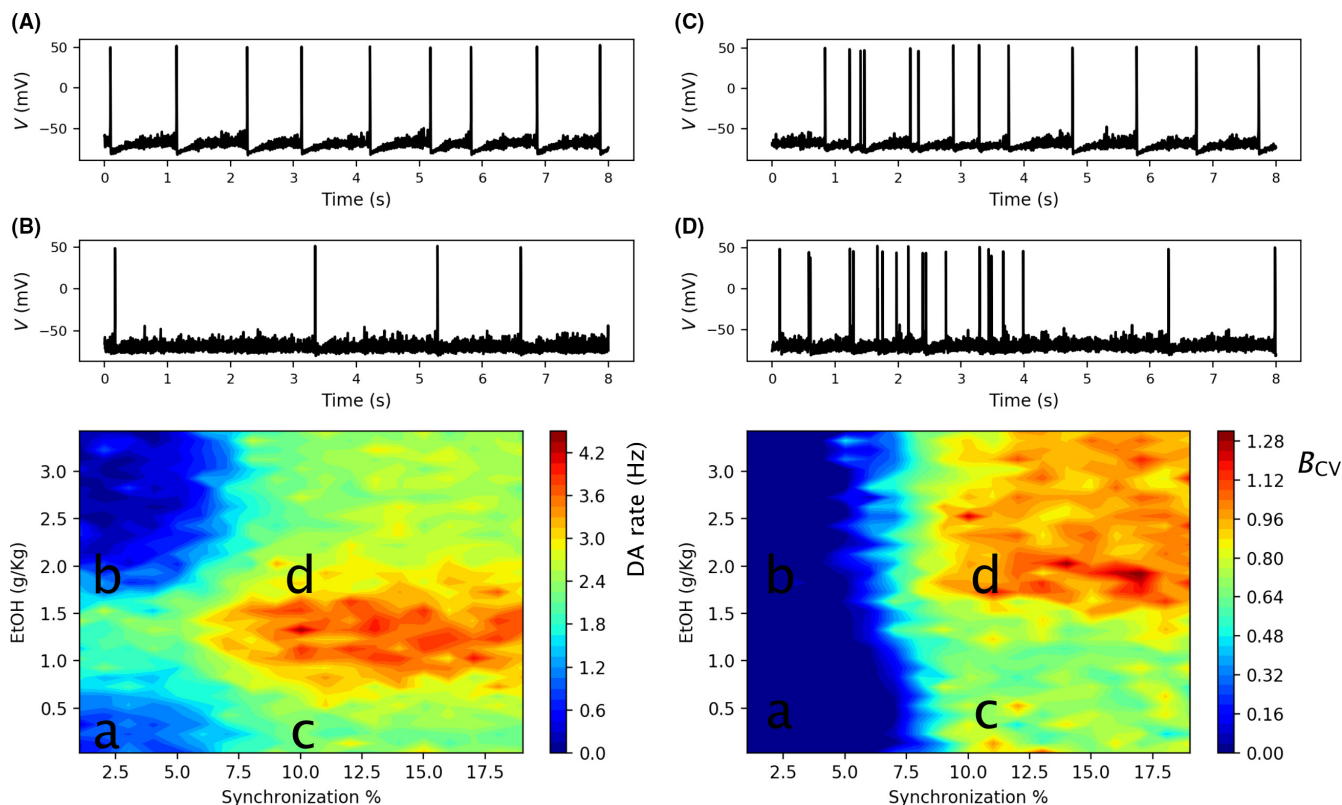 (A)
50
0
−50
V (mV)
0 1 2 3 4 5 6 7 8
Time (s)
(C)
50
0
−50
V (mV)
0 1 2 3 4 5 6 7 8
Time (s)
(B)
50
0
−50
V (mV)
0 1 2 3 4 5 6 7 8
Time (s)
(D)
50
0
−50
V (mV)
0 1 2 3 4 5 6 7 8
Time (s)
3.0
2.5
2.0
1.5
1.0
0.5
EtOH (g/Kg)
b
d
a
c
2.5 5.0 7.5 10.0 12.5 15.0 17.5
Synchronization %
4.2
3.6
3.0
2.4
1.8
1.2
0.6
0.0
DA rate (Hz)
3.0
2.5
2.0
1.5
1.0
0.5
EtOH (g/Kg)
b
d
a
c
2.5 5.0 7.5 10.0 12.5 15.0 17.5
Synchronization %
1.28
1.12
0.96
0.80
0.64
0.48
0.32
0.16
0.00
BCV